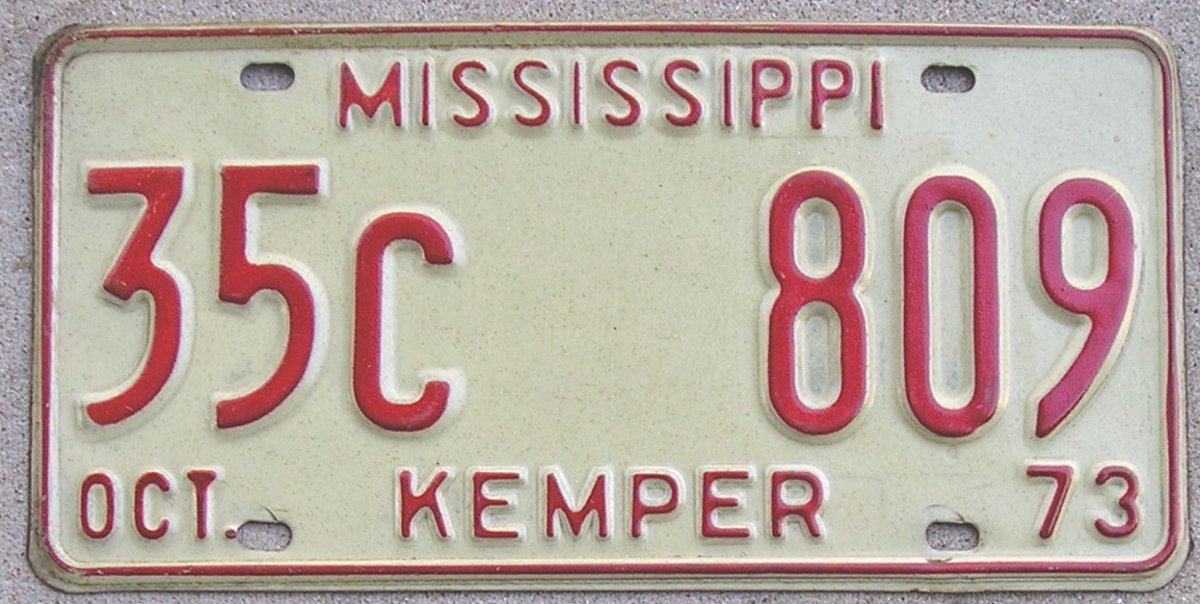 MISSISSIPPI
35C 809
OCT. KEMPER 73